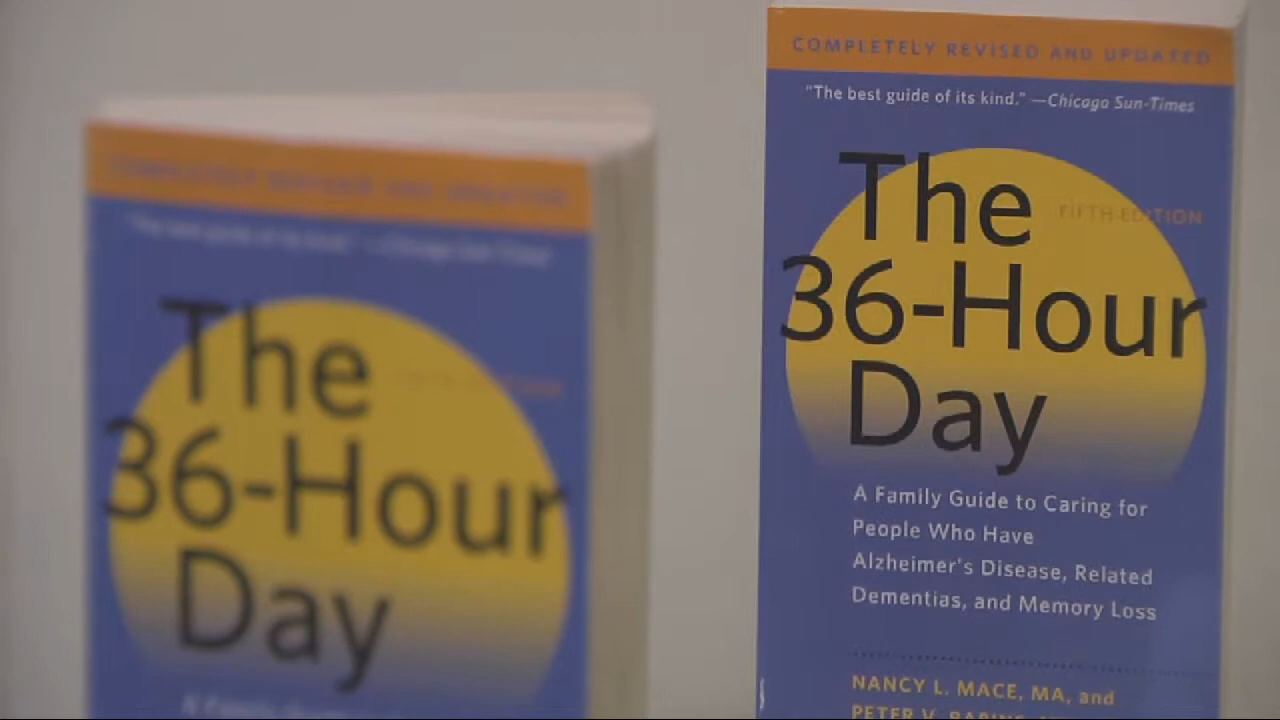 The
36-Hour
Day
COMPLETELY REVISED AND UPDATED
"The best guide of its kind." —Chicago Sun-Times
The
FIFTH EDITION
36-Hour
Day
A Family Guide to Caring for
People Who Have
Alzheimer's Disease, Related
Dementias, and Memory Loss
NANCY L. MACE, MA, and
PETER V.